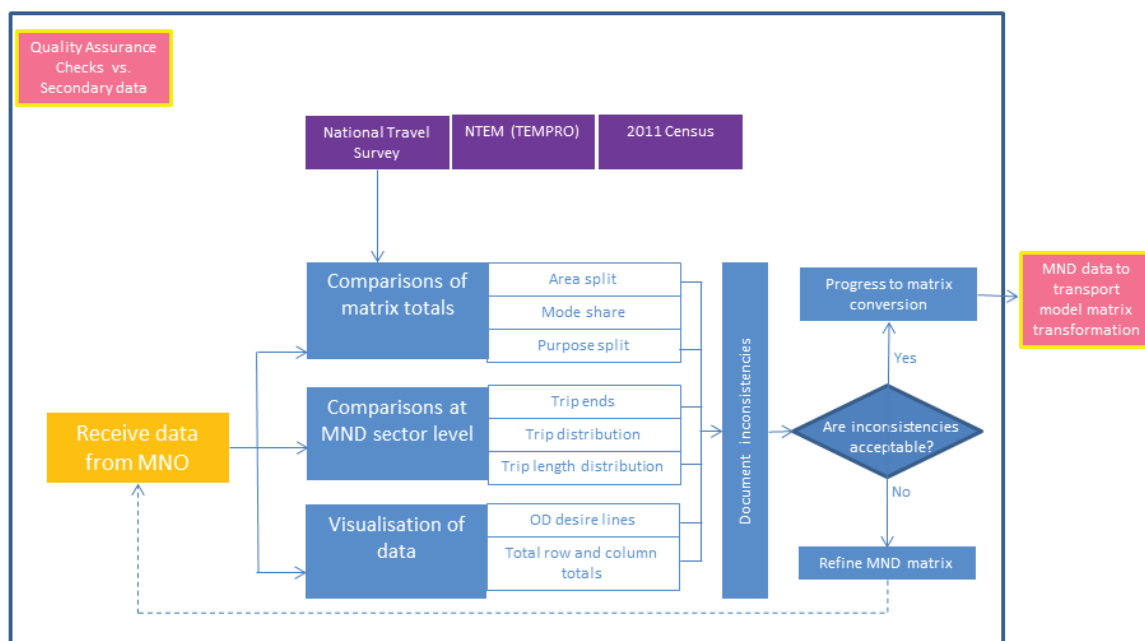 Quality Assurance
Checks vs.
Secondary data
National Travel
Survey
NTEM (TEMPRO)
2011 Census
Comparisons of
matrix totals
Area split
Mode share
Purpose split
Comparisons at
MND sector level
Trip ends
Trip distribution
Trip length distribution
Visualisation of
data
OD desire lines
Total row and column
totals
Receive data
from MNO
Document inconsistencies
Progress to matrix
conversion
Yes
Are inconsistencies
acceptable?
No
Refine MND matrix
MND data to
transport
model matrix
transformation